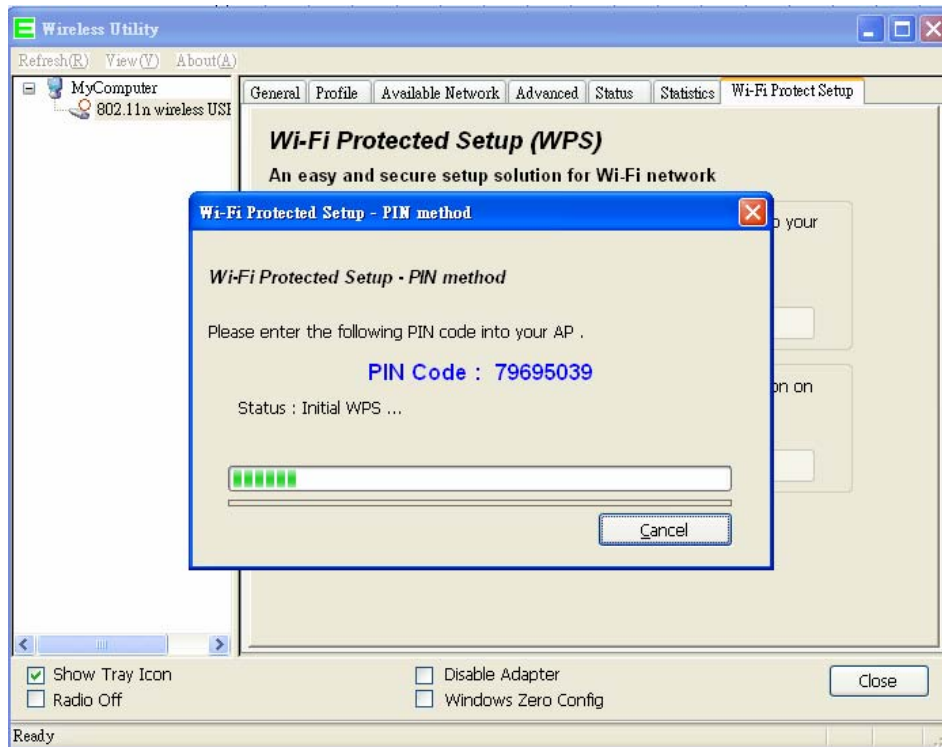 Wireless Utility
Refresh(R) View(V) About(A)
MyComputer
802.11n wireless USB
General Profile Available Network Advanced Status Statistics Wi-Fi Protect Setup
Wi-Fi Protected Setup (WPS)
An easy and secure setup solution for Wi-Fi network
your
on on
Wi-Fi Protected Setup - PIN method
Wi-Fi Protected Setup - PIN method
Please enter the following PIN code into your AP .
PIN Code : 79695039
Status : Initial WPS ...
Cancel
Show Tray Icon
Radio Off
Disable Adapter
Windows Zero Config
Close
Ready